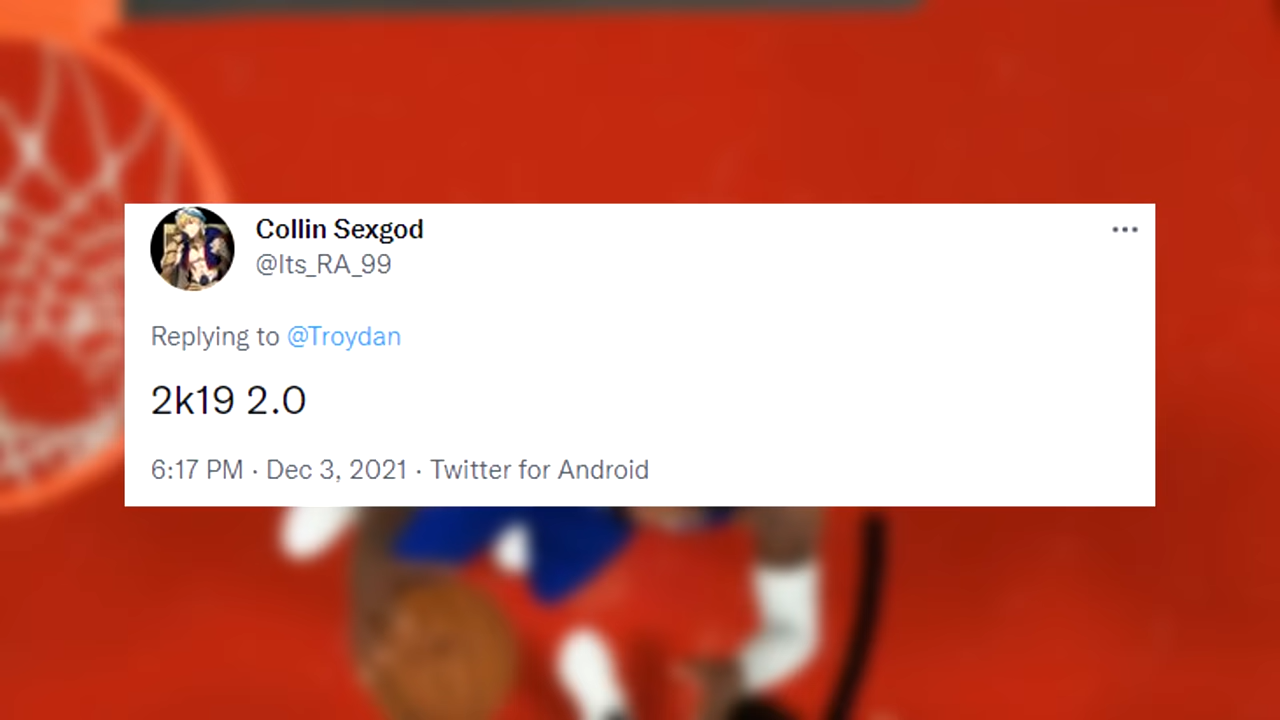 Collin Sexgod
@Its_RA_99
Replying to @Troydan
2k19 2.0
6:17 PM · Dec 3, 2021 · Twitter for Android